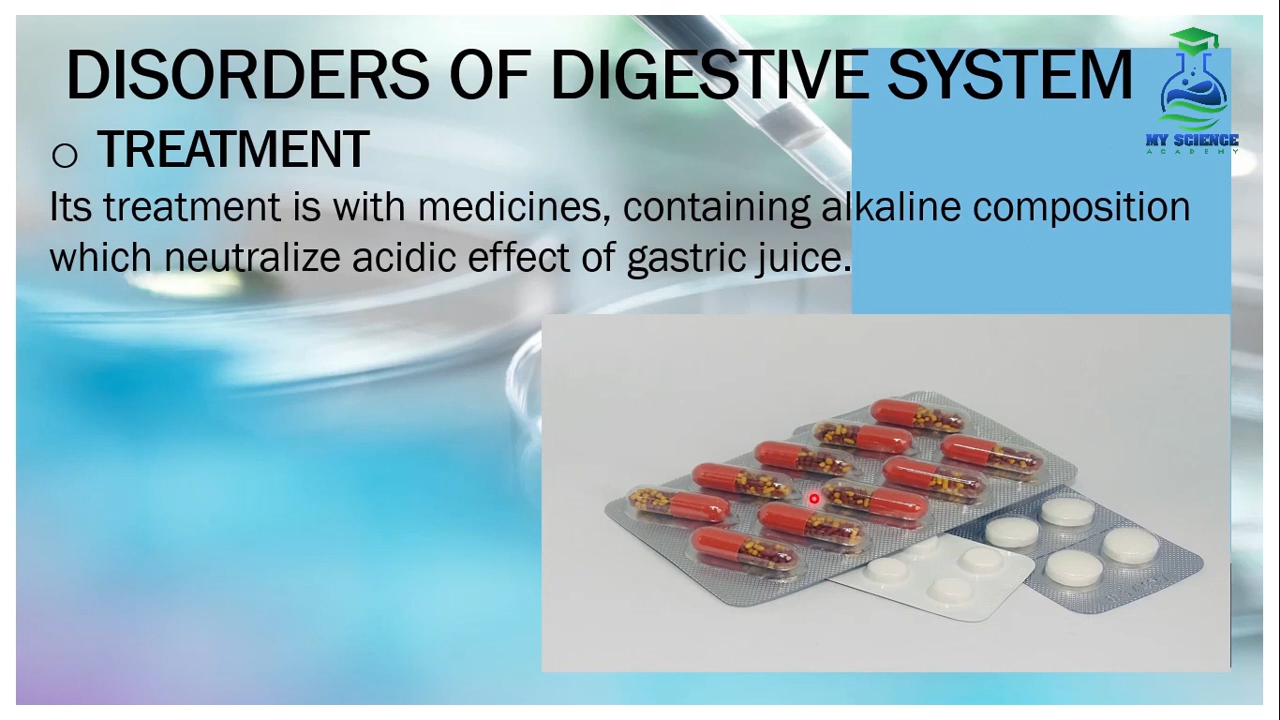 DISORDERS OF DIGESTIVE SYSTEM
MY SCIENCE
ACADEMY
TREATMENT
Its treatment is with medicines, containing alkaline composition
which neutralize acidic effect of gastric juice.